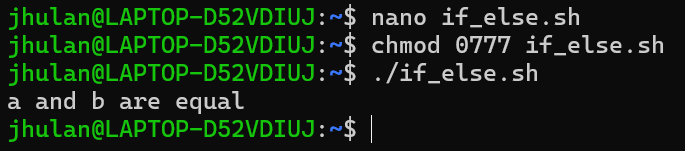 jhulan@LAPTOP-D52VDIUJ:~$ nano if_else.sh
jhulan@LAPTOP-D52VDIUJ:~$ chmod 0777 if_else.sh
jhulan@LAPTOP-D52VDIUJ:~$ ./if_else.sh
a and b are equal
jhulan@LAPTOP-D52VDIUJ:~$